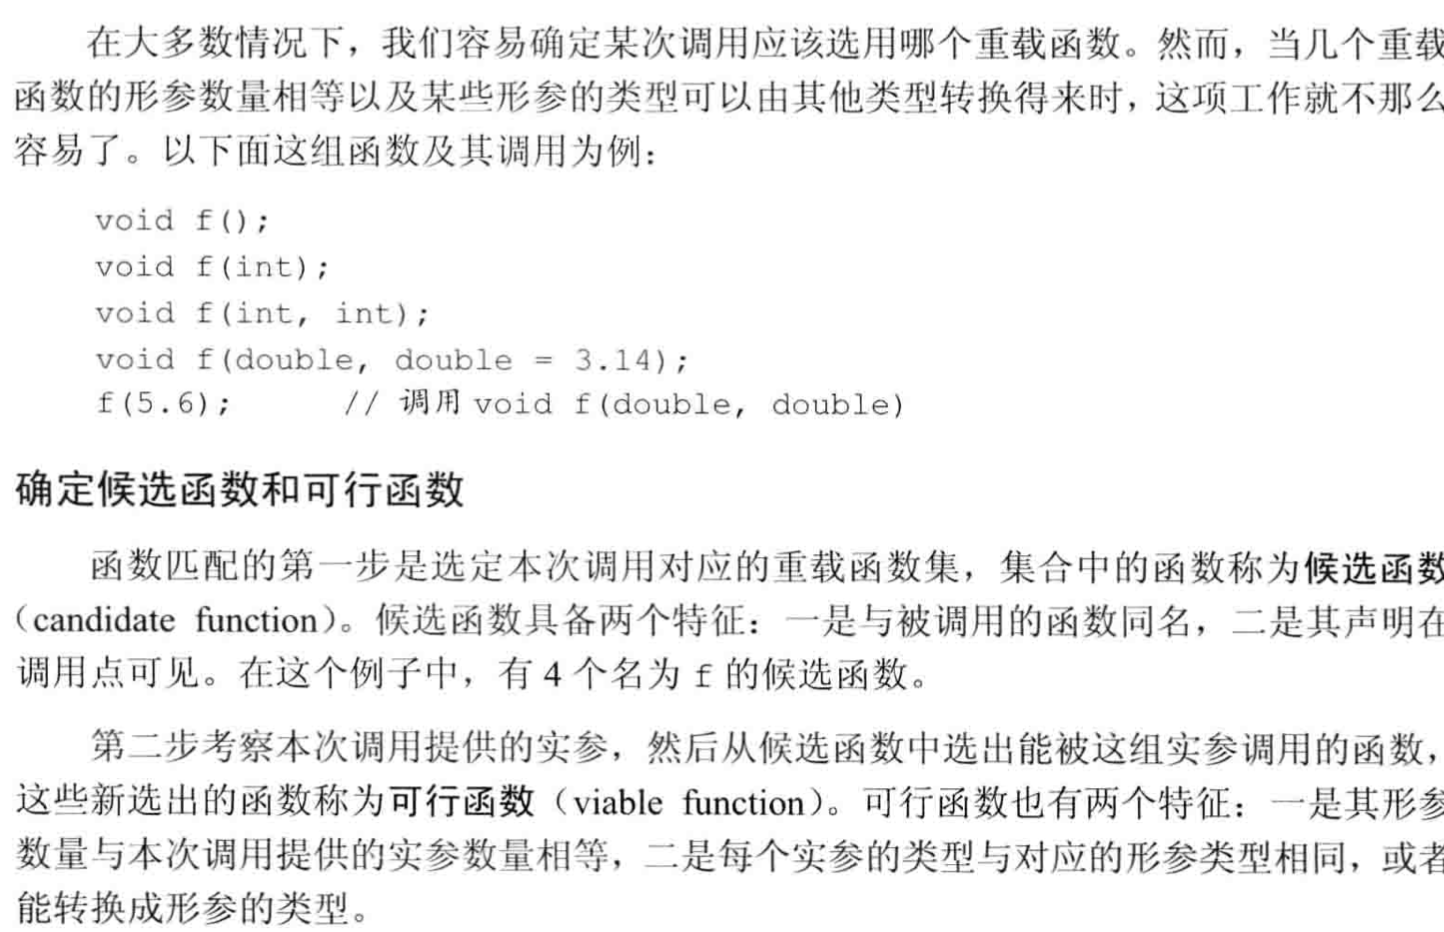 在大多数情况下，我们容易确定某次调用应该选用哪个重载函数。然而，当几个重载
函数的形参数量相等以及某些形参的类型可以由其他类型转换得来时，这项工作就不那么
容易了。以下面这组函数及其调用为例：
void f();
void f(int);
void f(int, int);
void f(double, double = 3.14);
f(5.6);      // 调用 void f(double, double)
确定候选函数和可行函数
函数匹配的第一步是选定本次调用对应的重载函数集，集合中的函数称为候选函数
（candidate function）。候选函数具备两个特征：一是与被调用的函数同名，二是其声明在
调用点可见。在这个例子中，有 4 个名为 f 的候选函数。
第二步考察本次调用提供的实参，然后从候选函数中选出能被这组实参调用的函数，
这些新选出的函数称为可行函数（viable function）。可行函数也有两个特征：一是其形参
数量与本次调用提供的实参数量相等，二是每个实参的类型与对应的形参类型相同，或者
能转换成形参的类型。